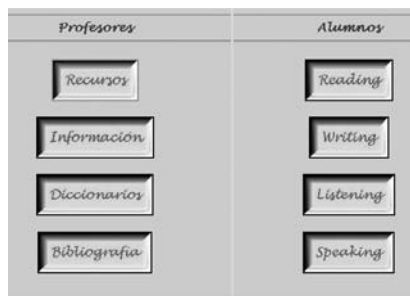 Profesores
Alumnos
Recursos
Reading
Información
Writing
Diccionarios
Listening
Bibliografía
Speaking